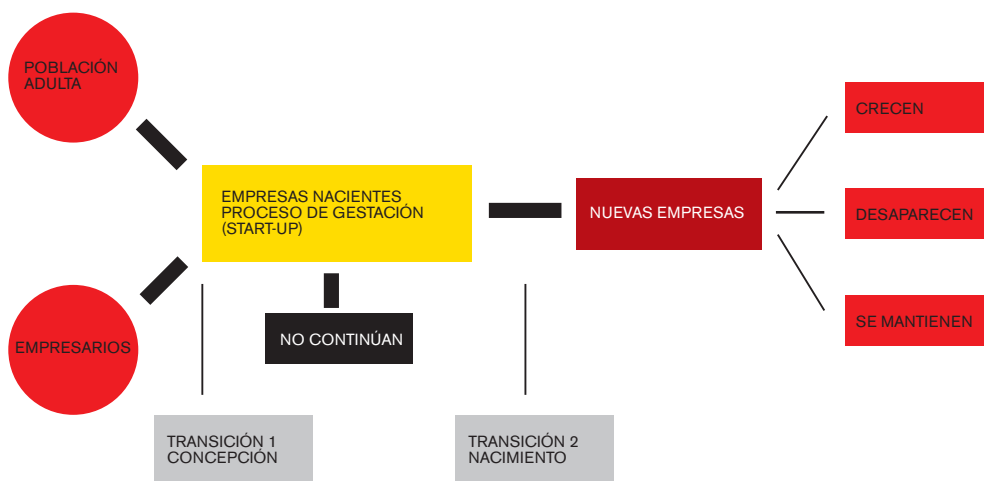 POBLACIÓN
ADULTA
EMPRESARIOS
EMPRESAS NACIENTES
PROCESO DE GESTACIÓN
(START-UP)
NO CONTINÚAN
TRANSICIÓN 1
CONCEPCIÓN
TRANSICIÓN 2
NACIMIENTO
NUEVAS EMPRESAS
CRECEN
DESAPARECEN
SE MANTIENEN